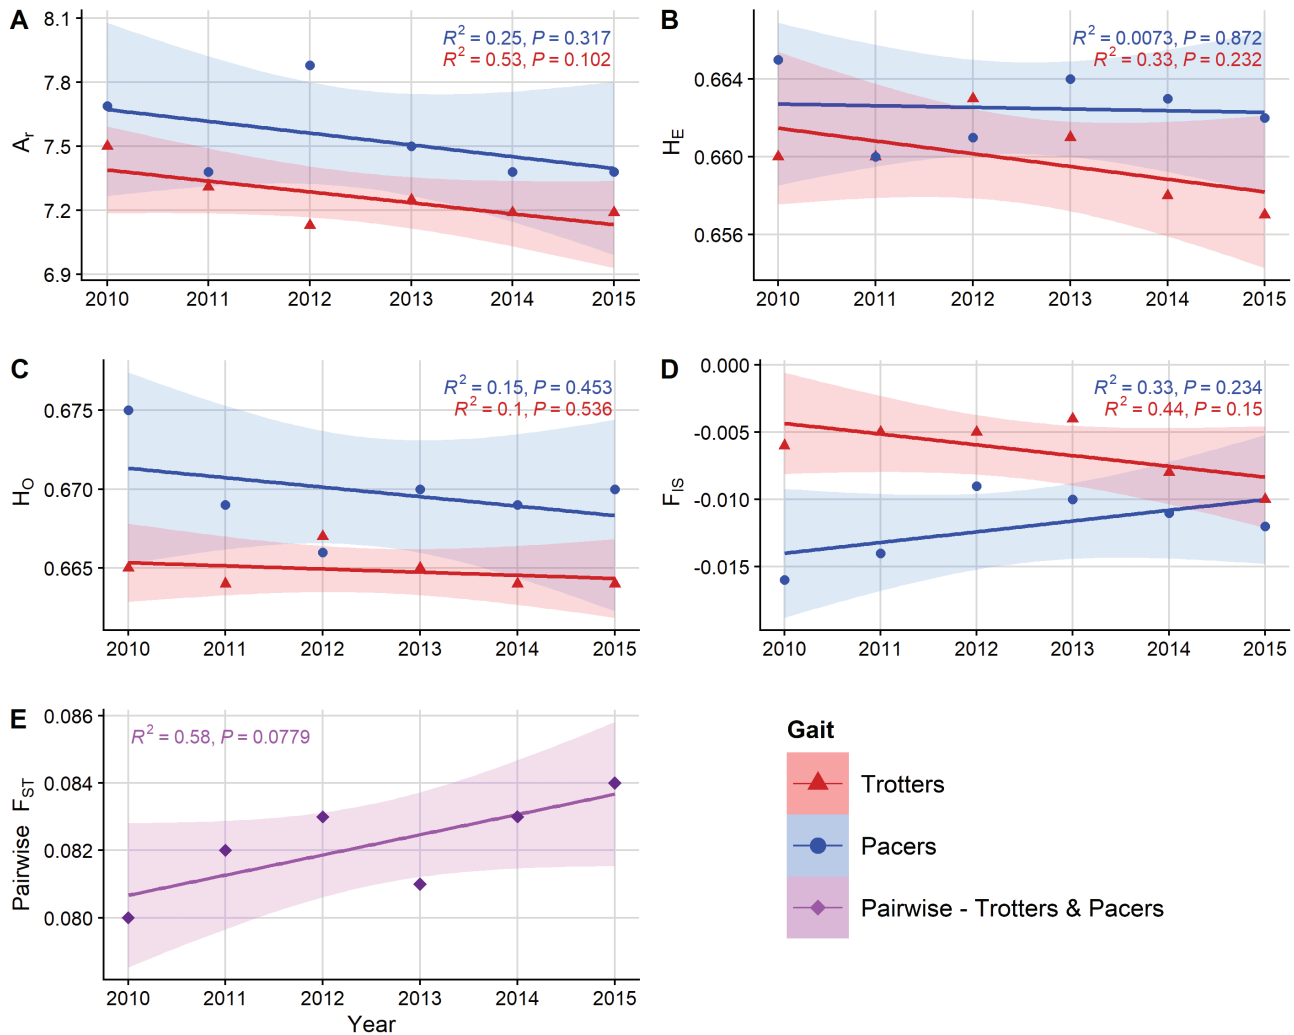 A
8.1
7.8
7.5
7.2
6.9
A_r
R² = 0.25, P = 0.317
R² = 0.53, P = 0.102
2010 2011 2012 2013 2014 2015
B
0.664
0.660
0.656
H_E
R² = 0.0073, P = 0.872
R² = 0.33, P = 0.232
2010 2011 2012 2013 2014 2015
C
0.675
0.670
0.665
H_O
R² = 0.15, P = 0.453
R² = 0.1, P = 0.536
2010 2011 2012 2013 2014 2015
D
0.000
-0.005
-0.010
-0.015
F_IS
R² = 0.33, P = 0.234
R² = 0.44, P = 0.15
2010 2011 2012 2013 2014 2015
E
0.086
0.084
0.082
0.080
Pairwise F_ST
R² = 0.58, P = 0.0779
2010 2011 2012 2013 2014 2015
Year
Gait
Trotters
Pacers
Pairwise - Trotters & Pacers